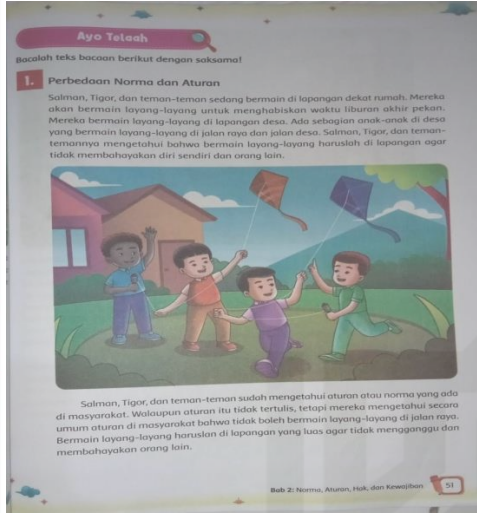 Ayo Telaah
Bacalah teks bacaan berikut dengan saksama!
1. Perbedaan Norma dan Aturan
Salman, Tigor, dan teman-teman sedang bermain di lapangan dekat rumah. Mereka
akan bermain layang-layang untuk menghabiskan waktu liburan akhir pekan.
Mereka bermain layang-layang di lapangan desa. Ada sebagian anak-anak di desa
yang bermain layang-layang di jalan raya dan jalan desa. Salman, Tigor, dan teman-
temannya mengetahui bahwa bermain layang-layang haruslah di lapangan agar
tidak membahayakan diri sendiri dan orang lain.
Salman, Tigor, dan teman-teman sudah mengetahui aturan atau norma yang ada
di masyarakat. Walaupun aturan itu tidak tertulis, tetapi mereka mengetahui secara
umum aturan di masyarakat bahwa tidak boleh bermain layang-layang di jalan raya.
Bermain layang-layang haruslah di lapangan yang luas agar tidak mengganggu dan
membahayakan orang lain.
Bab 2: Norma, Aturan, Hak, dan Kewajiban 51